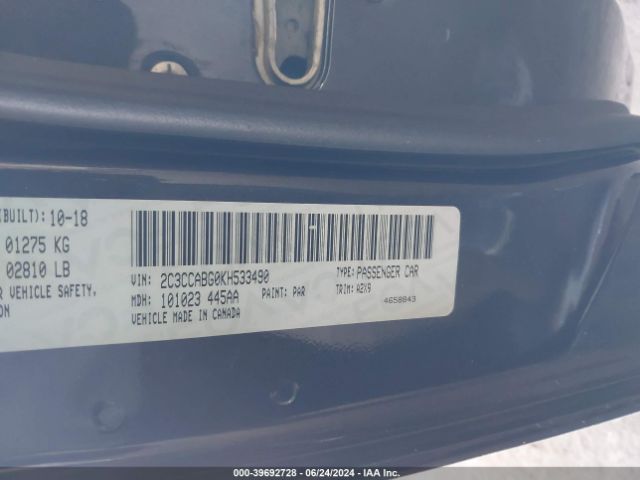 (BUILT): 10-18
01275 KG
02810 LB
R VEHICLE SAFETY,
ON
VIN: 2C3CCABG0KH533490
TYPE: PASSENGER CAR
MDH: 101023 445AA
PAINT: PAR
TRIM: A2X9
VEHICLE MADE IN CANADA
4658843
000-39692728 - 06/24/2024 - IAA Inc.